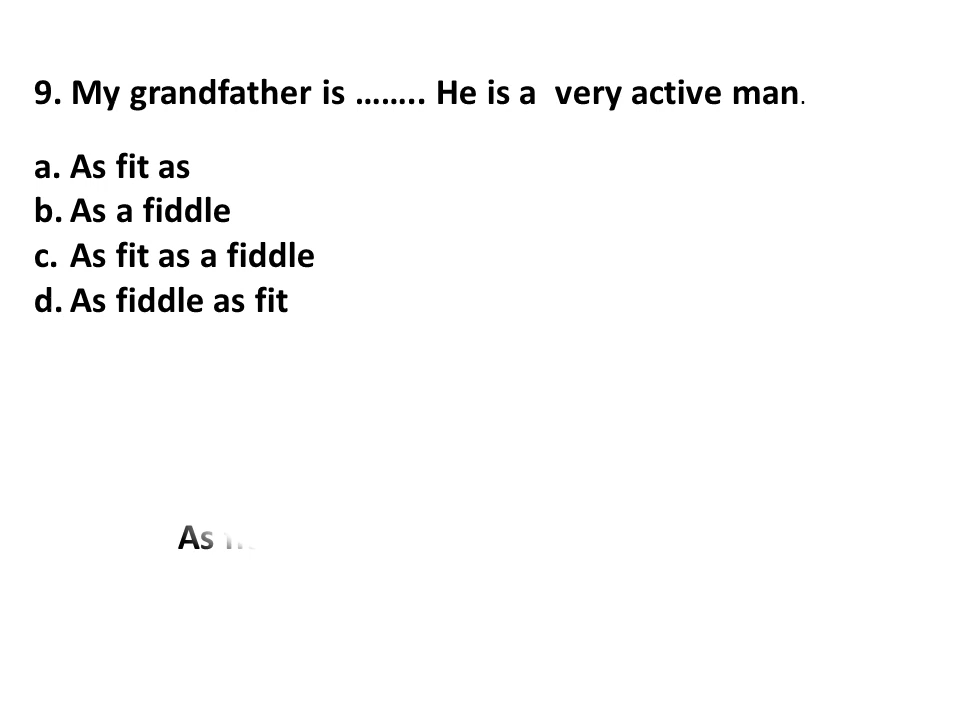 9. My grandfather is …….. He is a  very active man.
a. As fit as
b. As a fiddle
c. As fit as a fiddle
d. As fiddle as fit
As